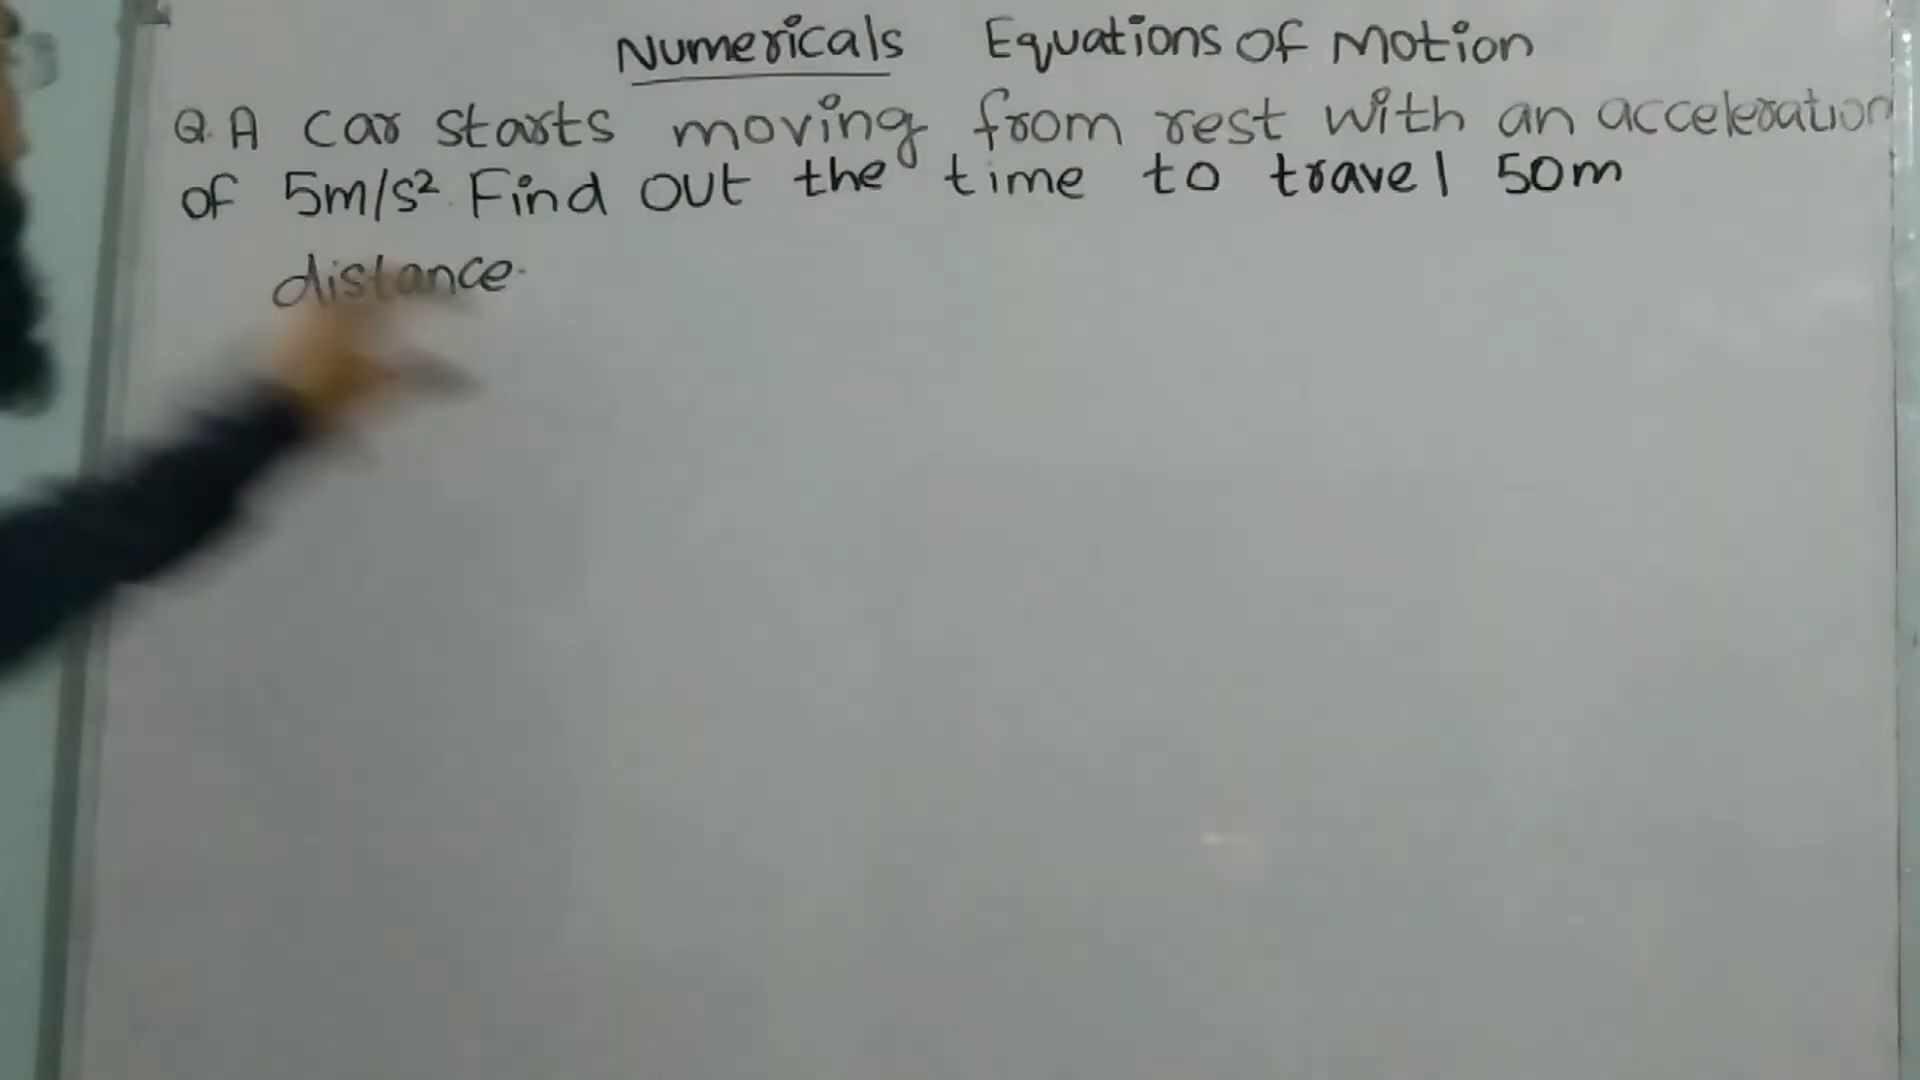 Numericals Equations Of Motion
Q. A car starts moving from rest with an acceleration
of 5m/s². Find out the time to travel 50m
distance.